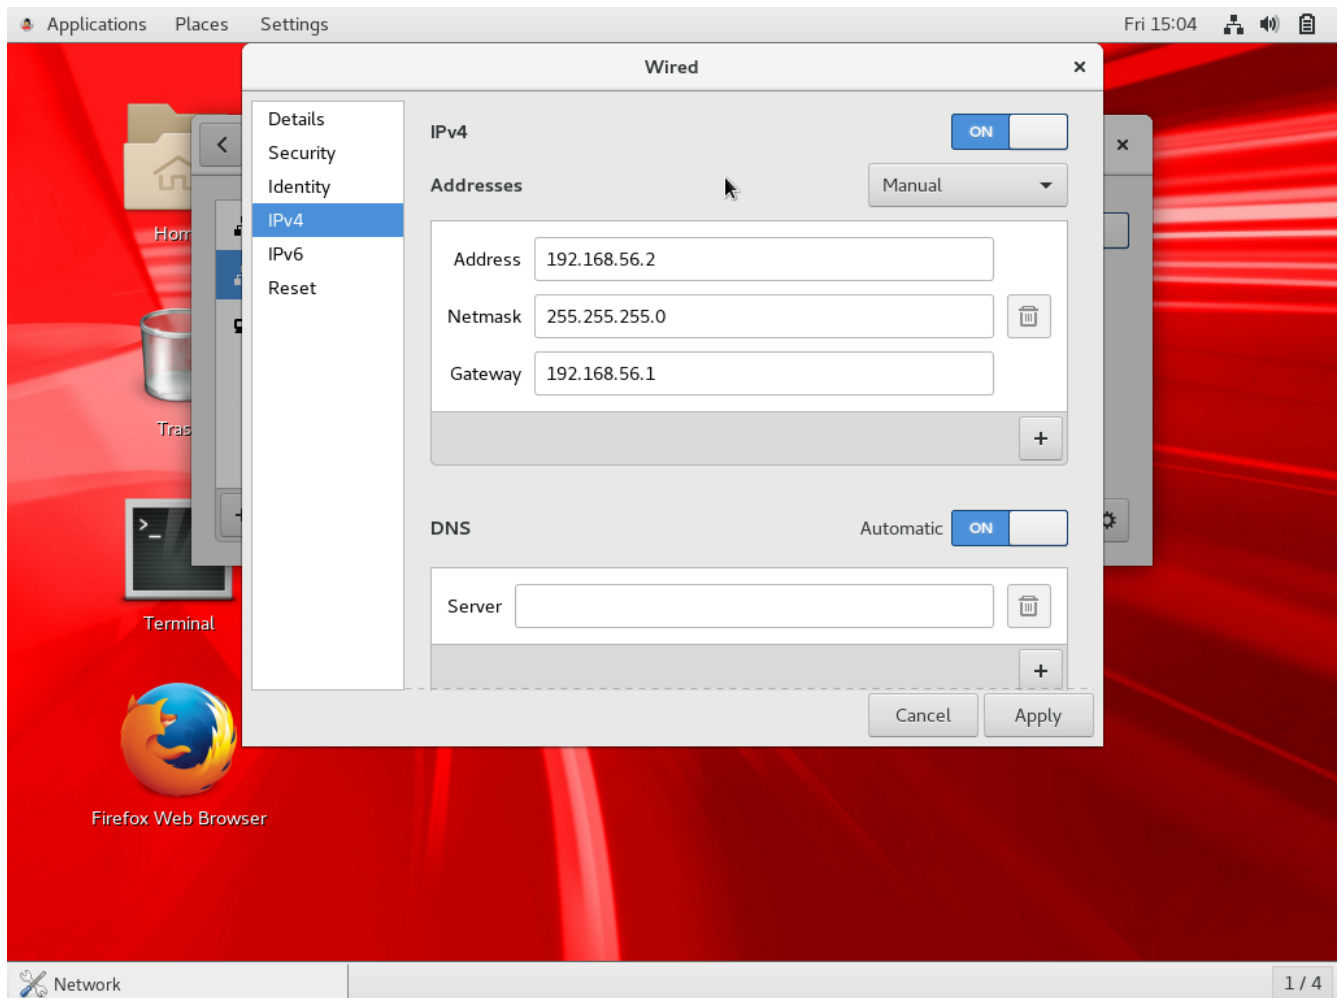 Applications Places Settings Fri 15:04
Wired
Details
Security
Identity
IPv4
IPv6
Reset
IPv4 ON
Addresses Manual
Address 192.168.56.2
Netmask 255.255.255.0
Gateway 192.168.56.1
+
DNS Automatic ON
Server
+
Cancel Apply
Hom
Tras
>_
Terminal
Firefox Web Browser
Network 1 / 4